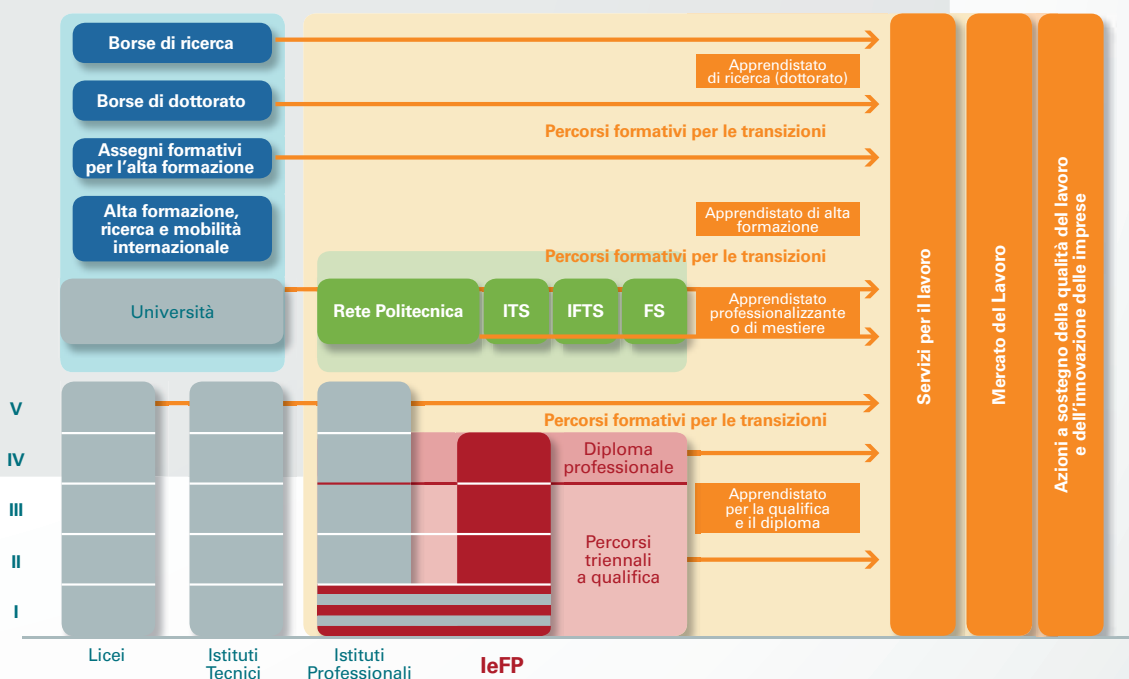 Borse di ricerca
Borse di dottorato
Assegni formativi
per l'alta formazione
Alta formazione,
ricerca e mobilità
internazionale
Università
Apprendistato
di ricerca (dottorato)
Percorsi formativi per le transizioni
Apprendistato di alta
formazione
Percorsi formativi per le transizioni
Rete Politecnica
ITS
IFTS
FS
Apprendistato
professionalizzante
o di mestiere
Percorsi formativi per le transizioni
Diploma
professionale
Apprendistato
per la qualifica
e il diploma
Percorsi
triennali
a qualifica
Servizi per il lavoro
Mercato del Lavoro
Azioni a sostegno della qualità del lavoro
e dell'innovazione delle imprese
V
IV
III
II
I
Licei
Istituti
Tecnici
Istituti
Professionali
IeFP